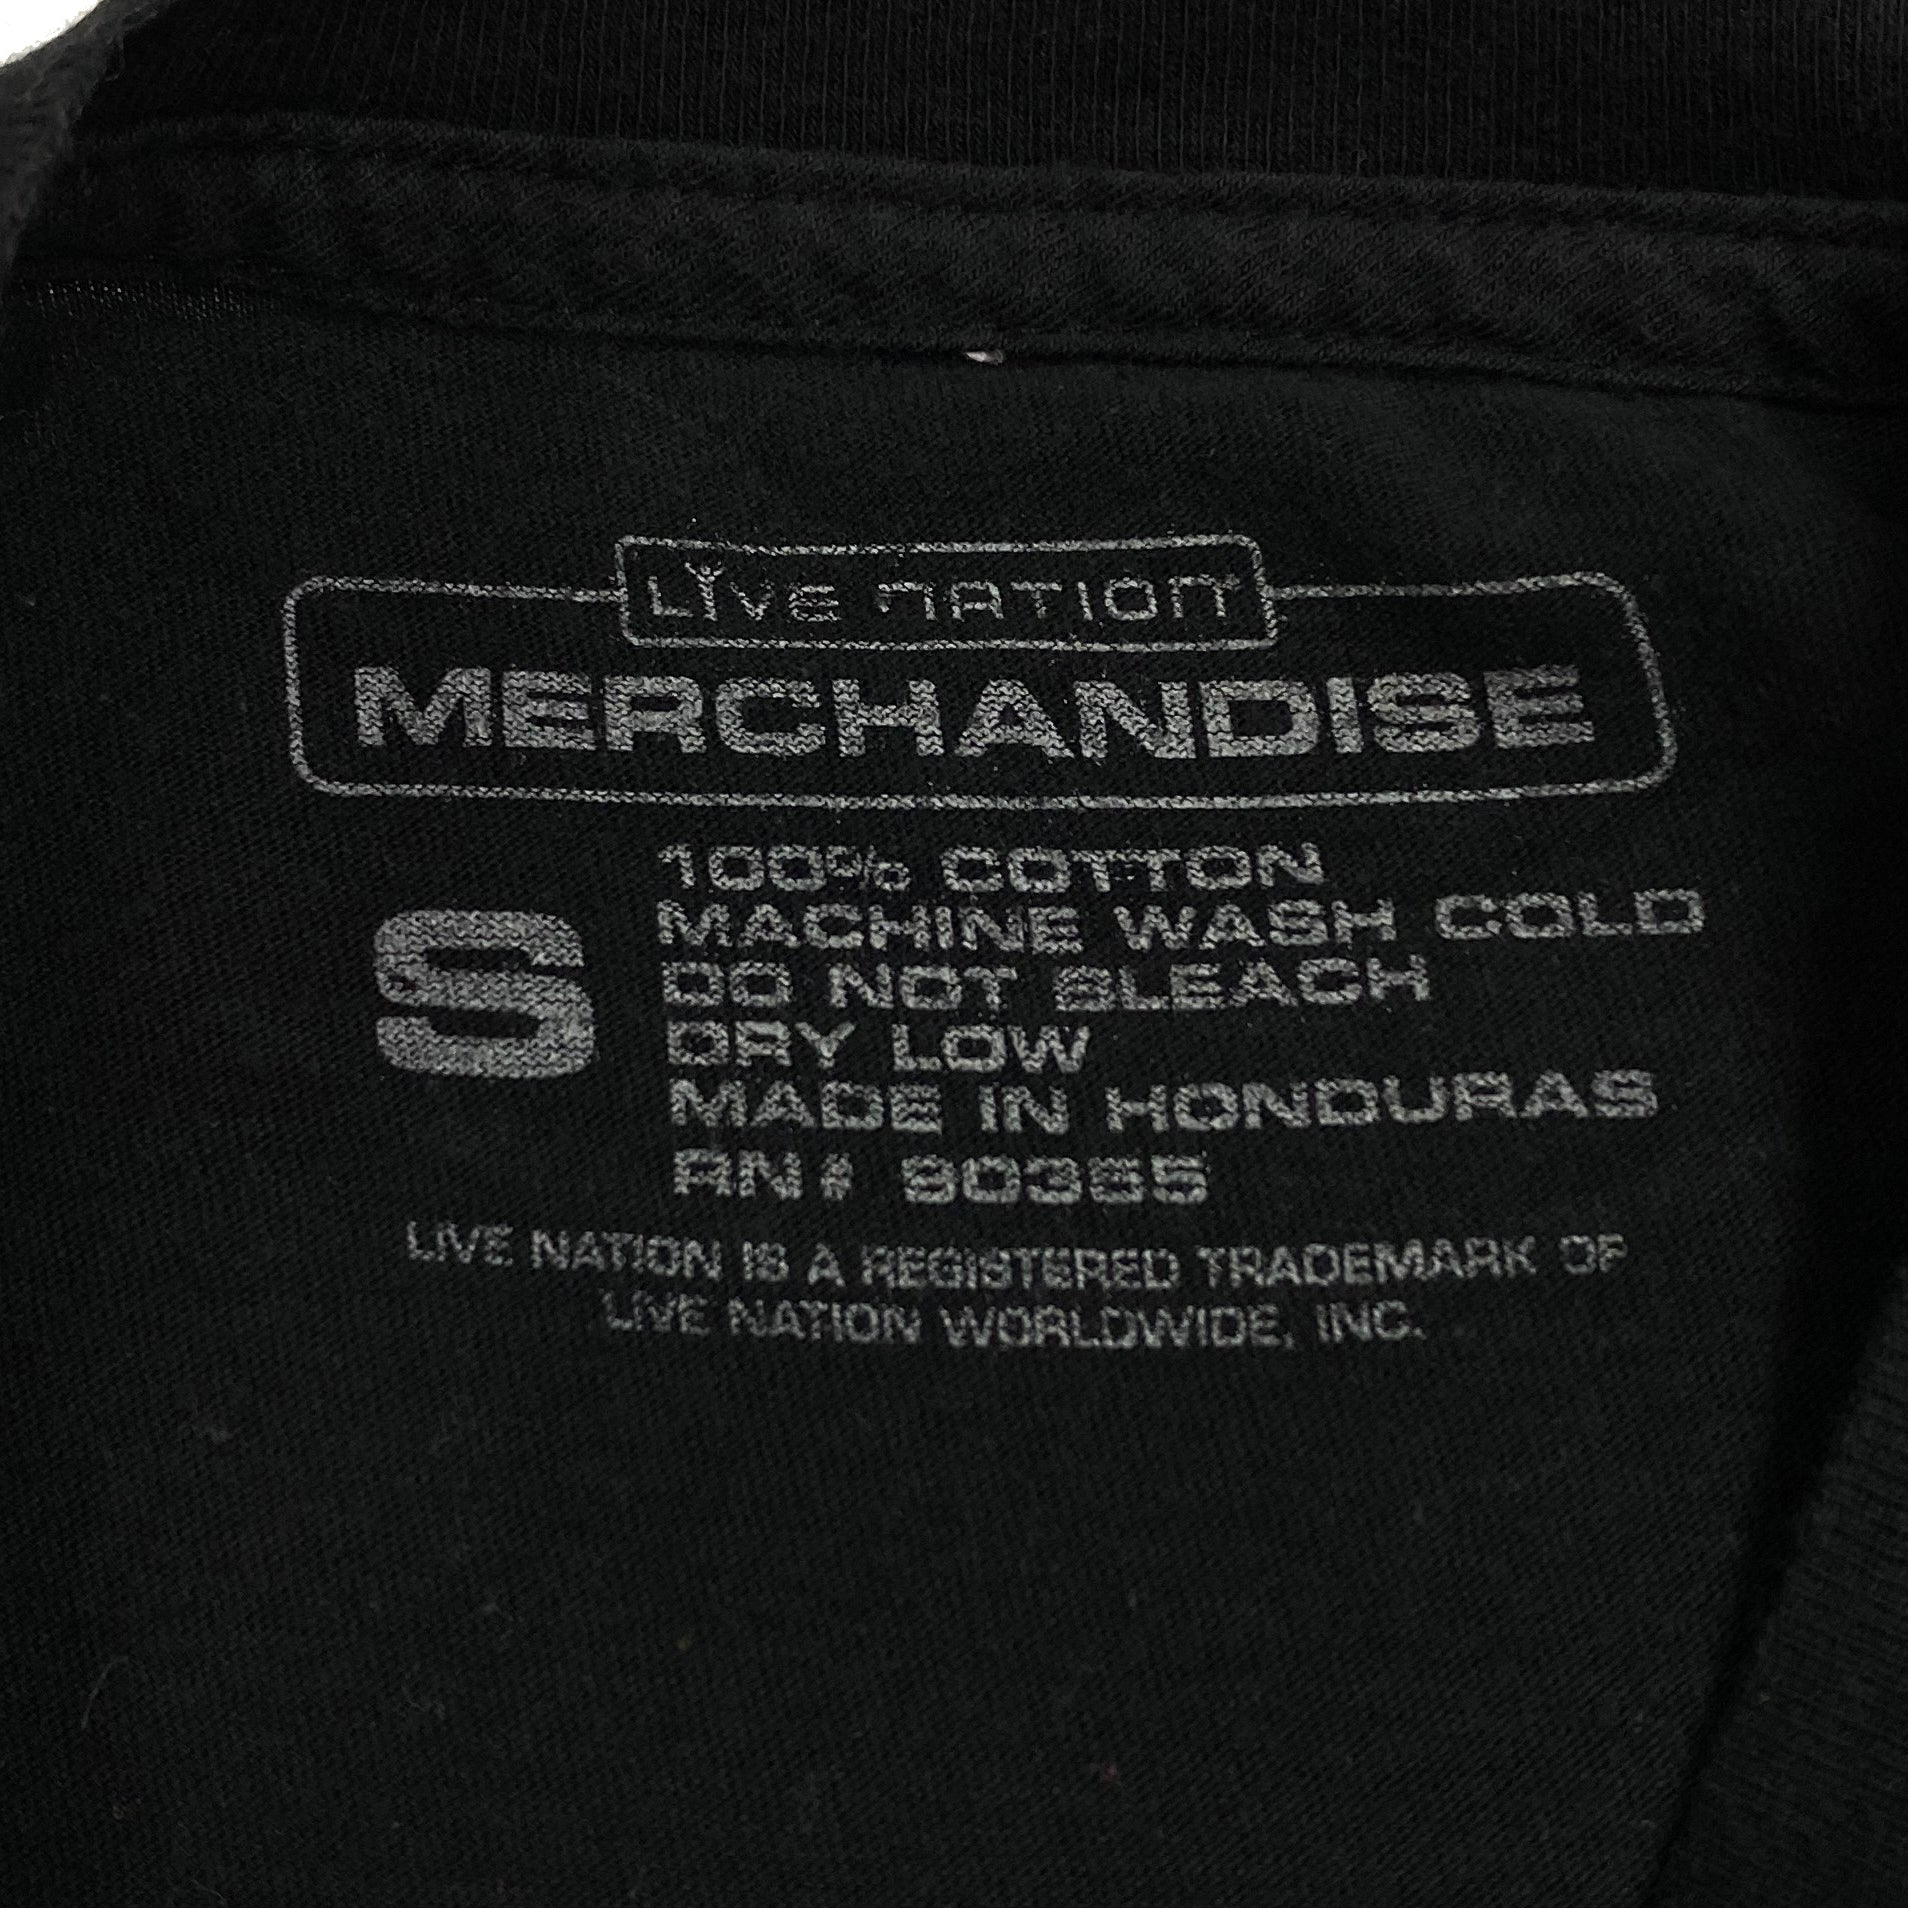 LIVE NATION
MERCHANDISE
S
100% COTTON
MACHINE WASH COLD
DO NOT BLEACH
DRY LOW
MADE IN HONDURAS
RN# 90355
LIVE NATION IS A REGISTERED TRADEMARK OF
LIVE NATION WORLDWIDE, INC.